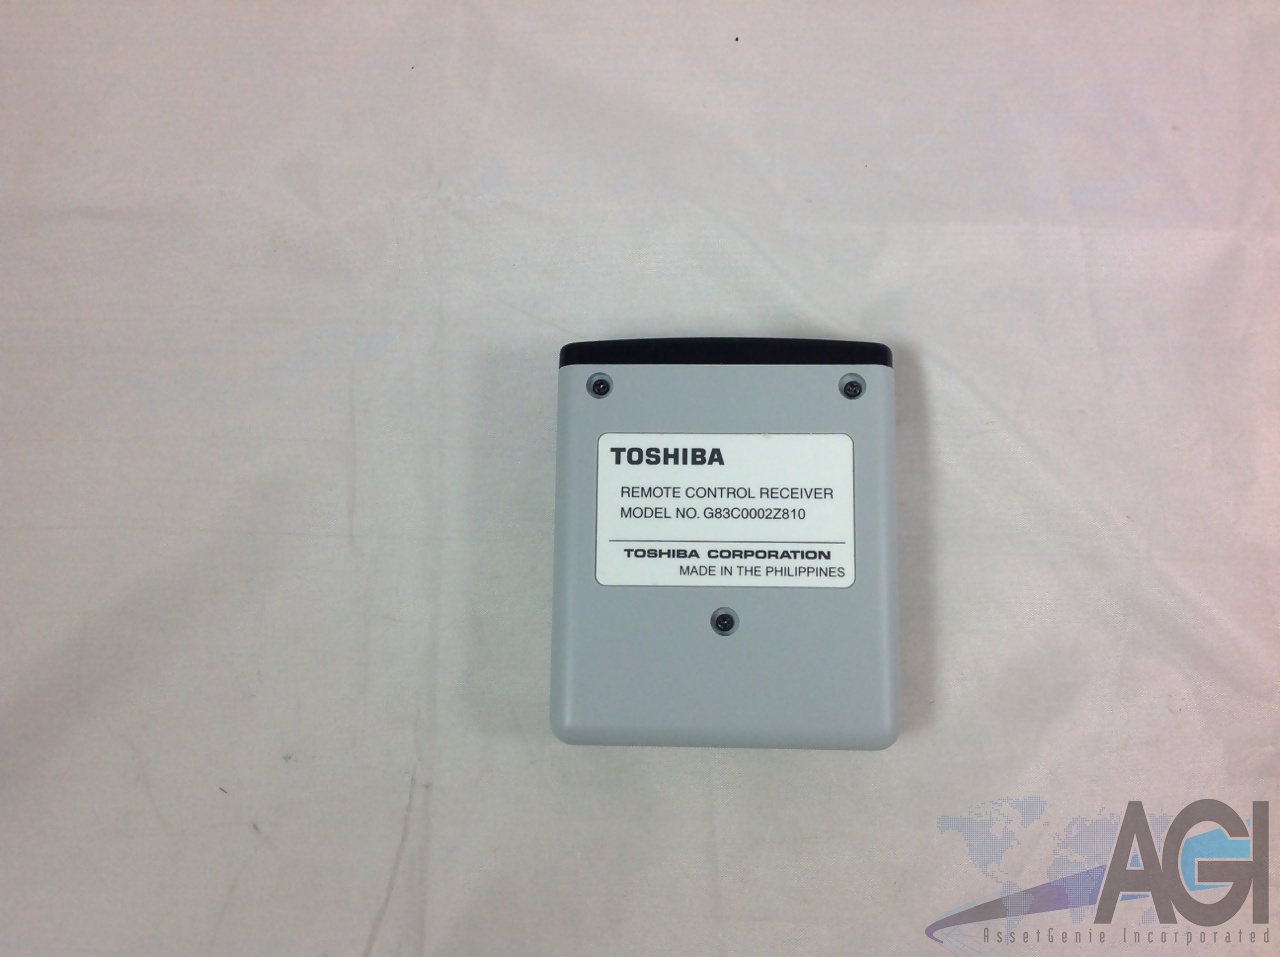 TOSHIBA
REMOTE CONTROL RECEIVER
MODEL NO. G83C0002Z810
TOSHIBA CORPORATION
MADE IN THE PHILIPPINES
AGI
AssetGenie Incorporated